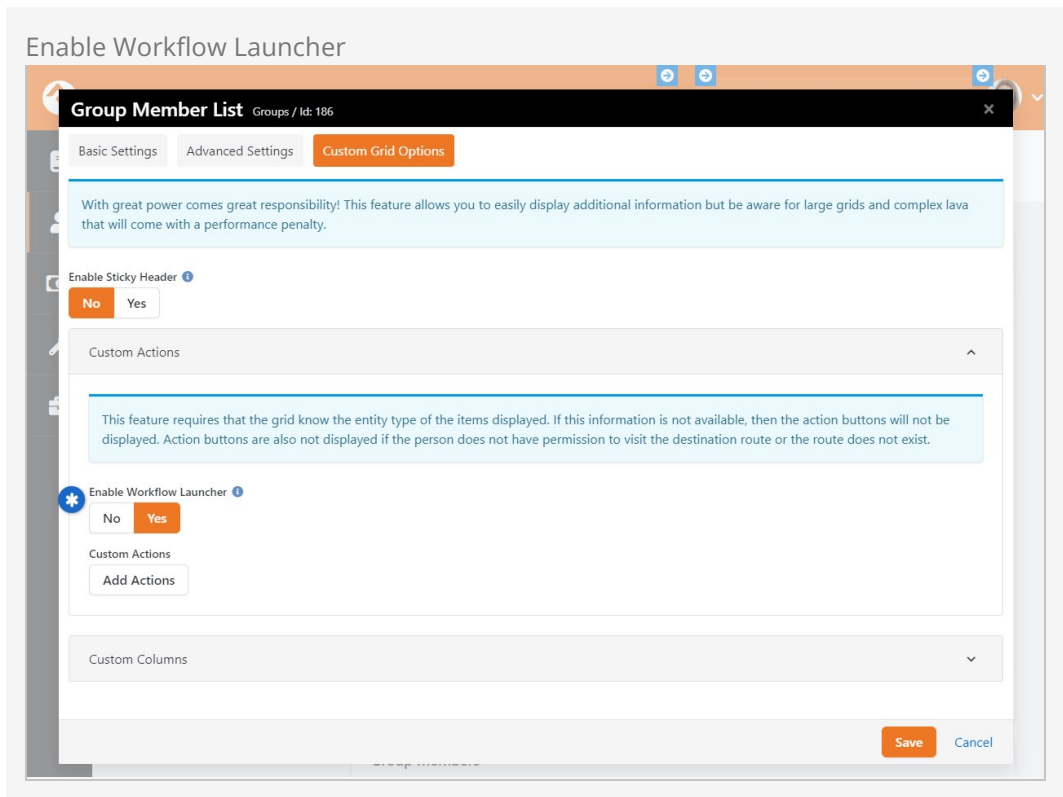 Enable Workflow Launcher
Group Member List Groups / Id: 186 ×
Basic Settings Advanced Settings Custom Grid Options
With great power comes great responsibility! This feature allows you to easily display additional information but be aware for large grids and complex lava
that will come with a performance penalty.
Enable Sticky Header
No Yes
Custom Actions
This feature requires that the grid know the entity type of the items displayed. If this information is not available, then the action buttons will not be
displayed. Action buttons are also not displayed if the person does not have permission to visit the destination route or the route does not exist.
Enable Workflow Launcher
No Yes
Custom Actions
Add Actions
Custom Columns
Save Cancel
Group Members